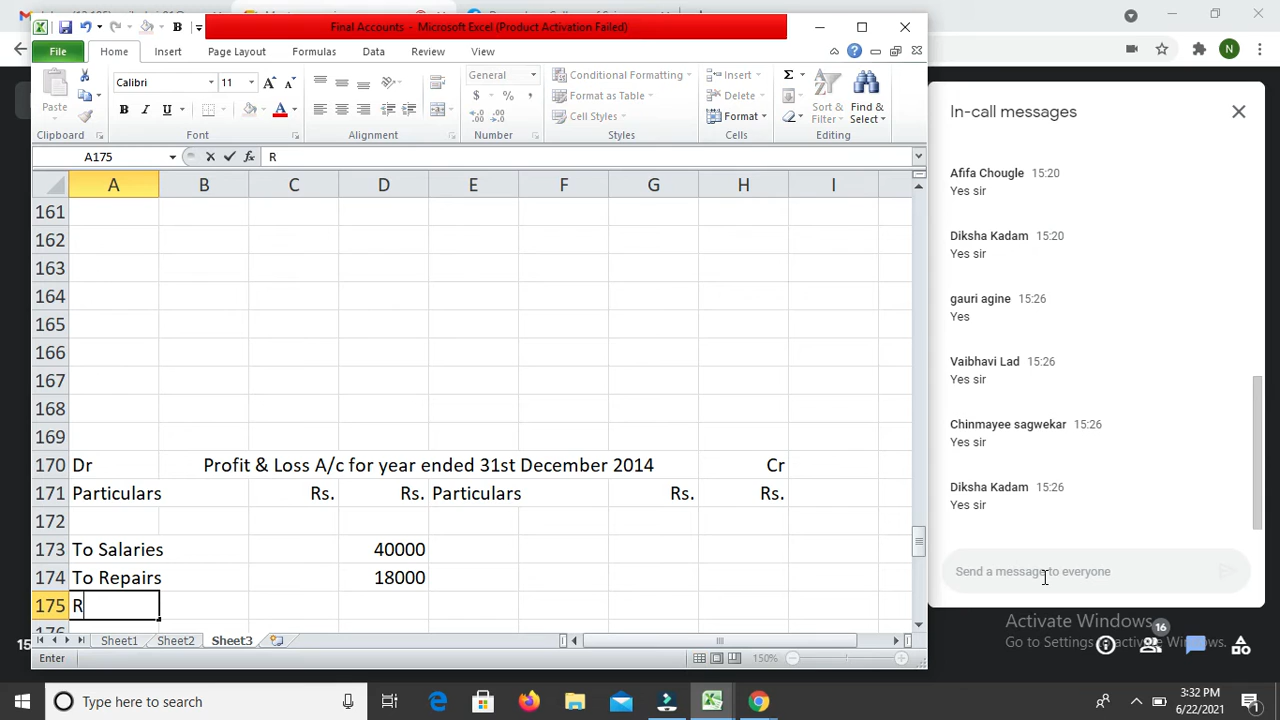 Final Accounts - Microsoft Excel (Product Activation Failed)
N
File Home Insert Page Layout Formulas Data Review View
Paste
Calibri 11
B I U A
General
$ % ,
Conditional Formatting
Format as Table
Cell Styles
Insert
Delete
Format
Σ
Sort & Filter
Find & Select
Clipboard Font Alignment Number Styles Cells Editing
A175 fx R
A B C D E F G H I
161
162
163
164
165
166
167
168
169
170 Dr Profit & Loss A/c for year ended 31st December 2014 Cr
171 Particulars Rs. Rs. Particulars Rs. Rs.
172
173 To Salaries 40000
174 To Repairs 18000
175 R
Sheet1 Sheet2 Sheet3
Enter 150%
In-call messages
Afifa Chougle 15:20
Yes sir
Diksha Kadam 15:20
Yes sir
gauri agine 15:26
Yes
Vaibhavi Lad 15:26
Yes sir
Chinmayee sagwekar 15:26
Yes sir
Diksha Kadam 15:26
Yes sir
Send a message to everyone
Activate Windows
Go to Settings to activate Windows.
16
15
Type here to search
3:32 PM
6/22/2021
1